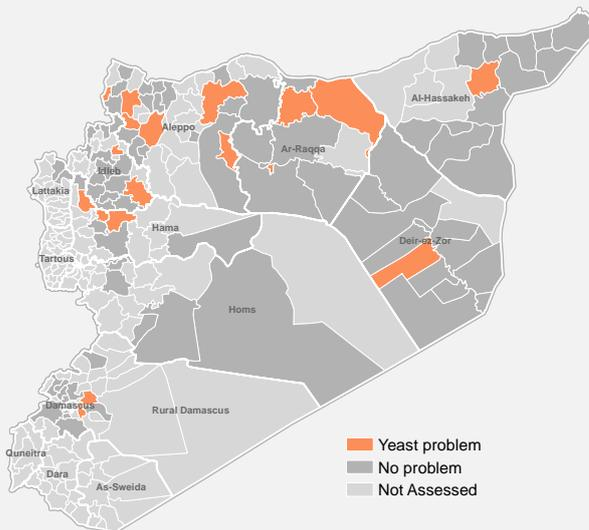 Al-Hassakeh
Aleppo
Ar-Raqqa
Idleb
Lattakia
Hama
Deir-ez-Zor
Tartous
Homs
Damascus
Rural Damascus
Quneitra
Dara
As-Sweida
Yeast problem
No problem
Not Assessed